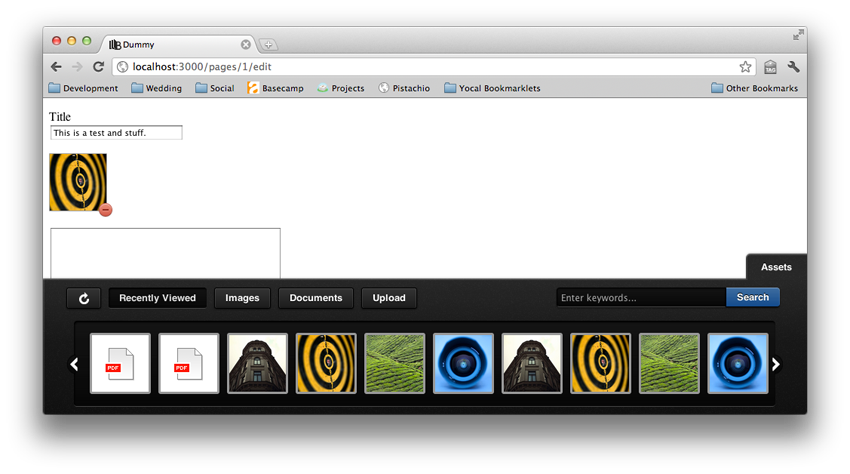 Dummy
localhost:3000/pages/1/edit
Development Wedding Social Basecamp Projects Pistachio Yocal Bookmarklets Other Bookmarks
Title
This is a test and stuff.
Assets
Recently Viewed Images Documents Upload Enter keywords... Search
PDF PDF